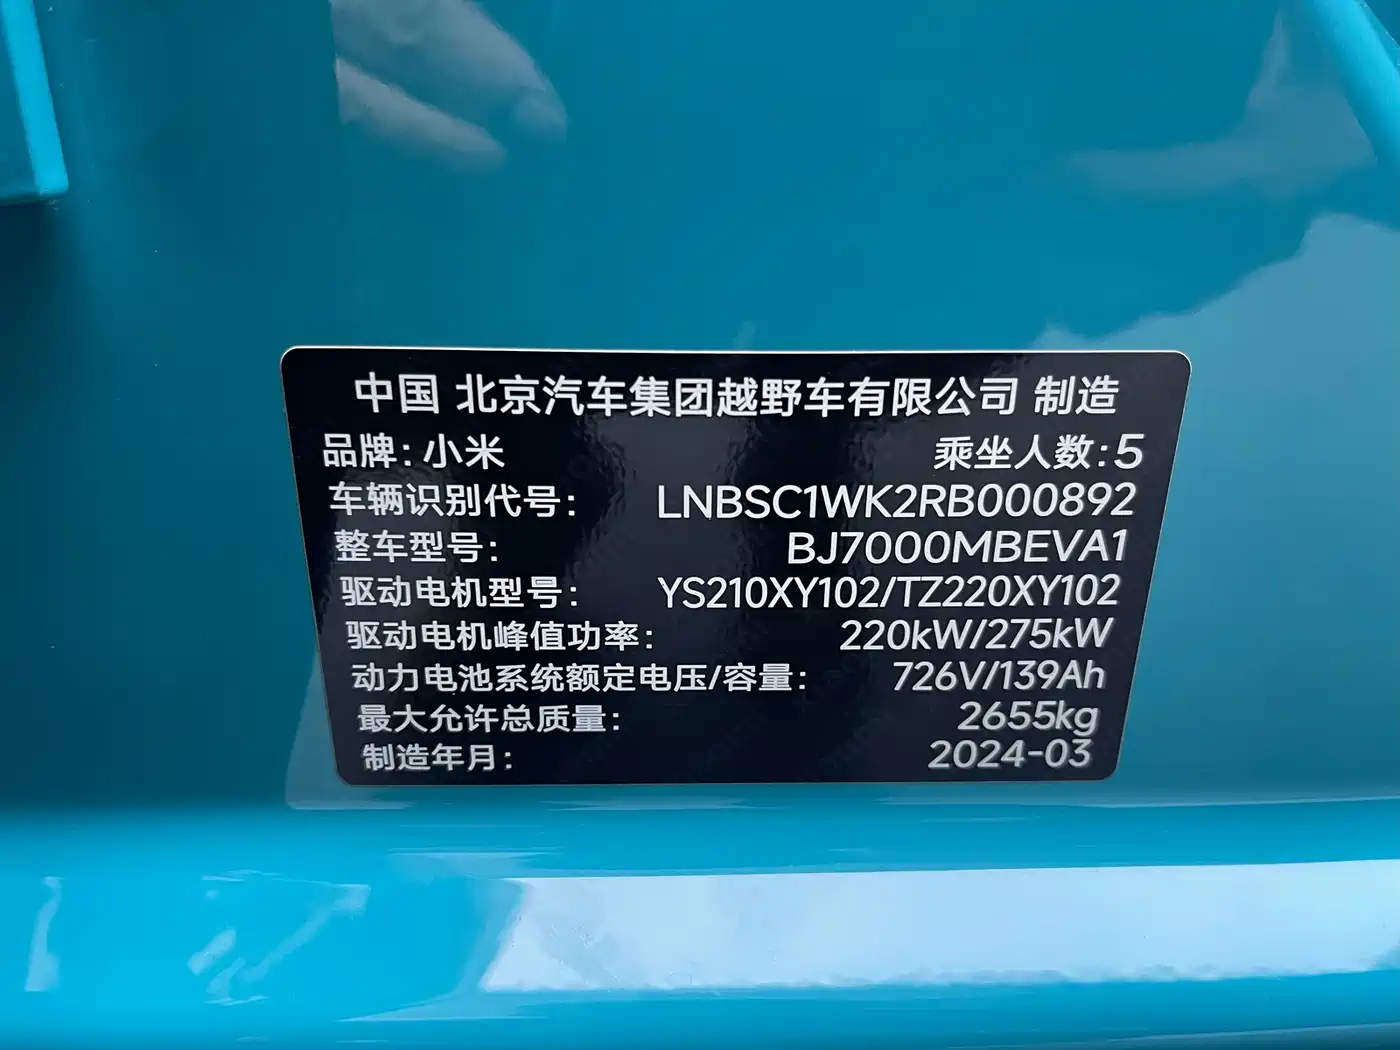 中国 北京汽车集团越野车有限公司 制造
品牌：小米 乘坐人数：5
车辆识别代号： LNBSC1WK2RB000892
整车型号： BJ7000MBEVA1
驱动电机型号： YS210XY102/TZ220XY102
驱动电机峰值功率： 220kW/275kW
动力电池系统额定电压/容量： 726V/139Ah
最大允许总质量： 2655kg
制造年月： 2024-03